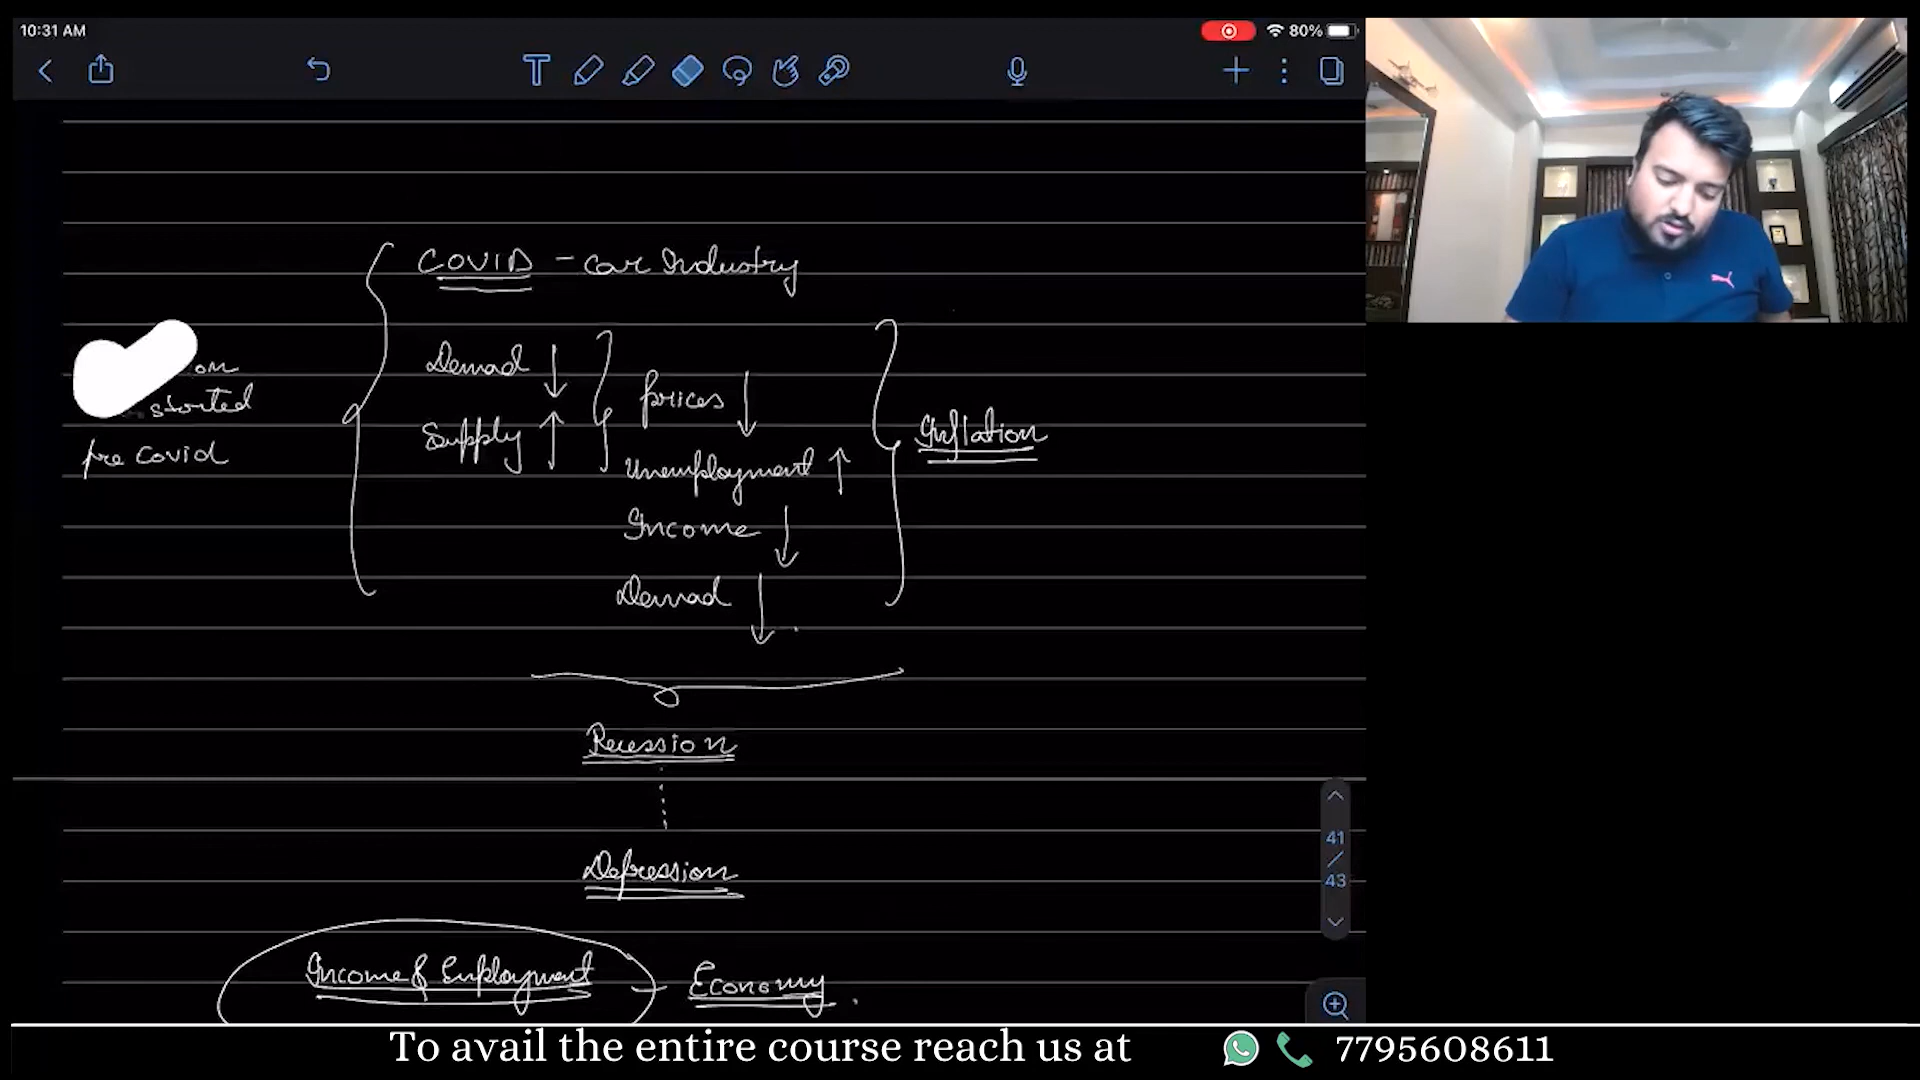 10:31 AM
80%
COVID - Car Industry
Demad
Supply
Prices
Unemployment
Income
Demad
Inflation
started
pre Covid
Recession
Depression
Income & Employment - Economy
41
/
43
To avail the entire course reach us at 7795608611